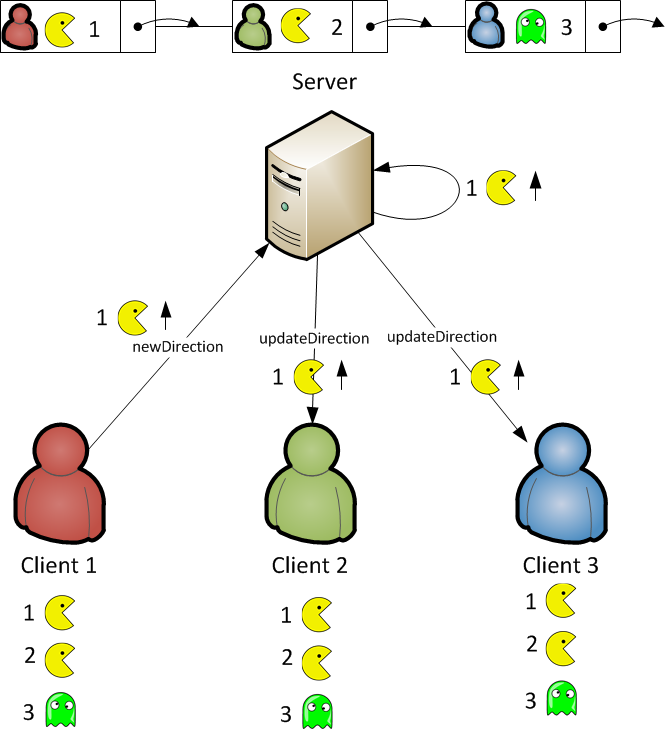 1
2
3
Server
1
1
newDirection
updateDirection
updateDirection
1
1
Client 1
Client 2
Client 3
1
1
1
2
2
2
3
3
3